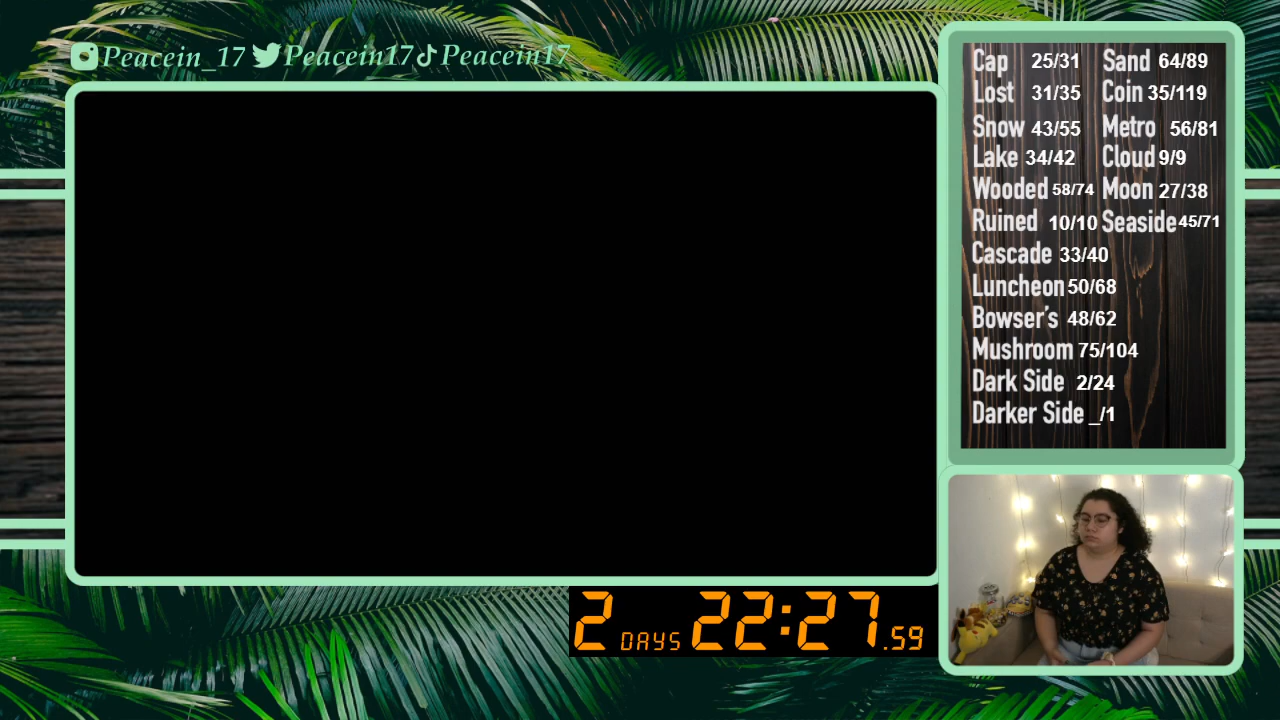 Peacein_17 Peacein17 Peacein17
Cap 25/31 Sand 64/89
Lost 31/35 Coin 35/119
Snow 43/55 Metro 56/81
Lake 34/42 Cloud 9/9
Wooded 58/74 Moon 27/38
Ruined 10/10 Seaside 45/71
Cascade 33/40
Luncheon 50/68
Bowser's 48/62
Mushroom 75/104
Dark Side 2/24
Darker Side _/1
2 DAYS 22:27.59